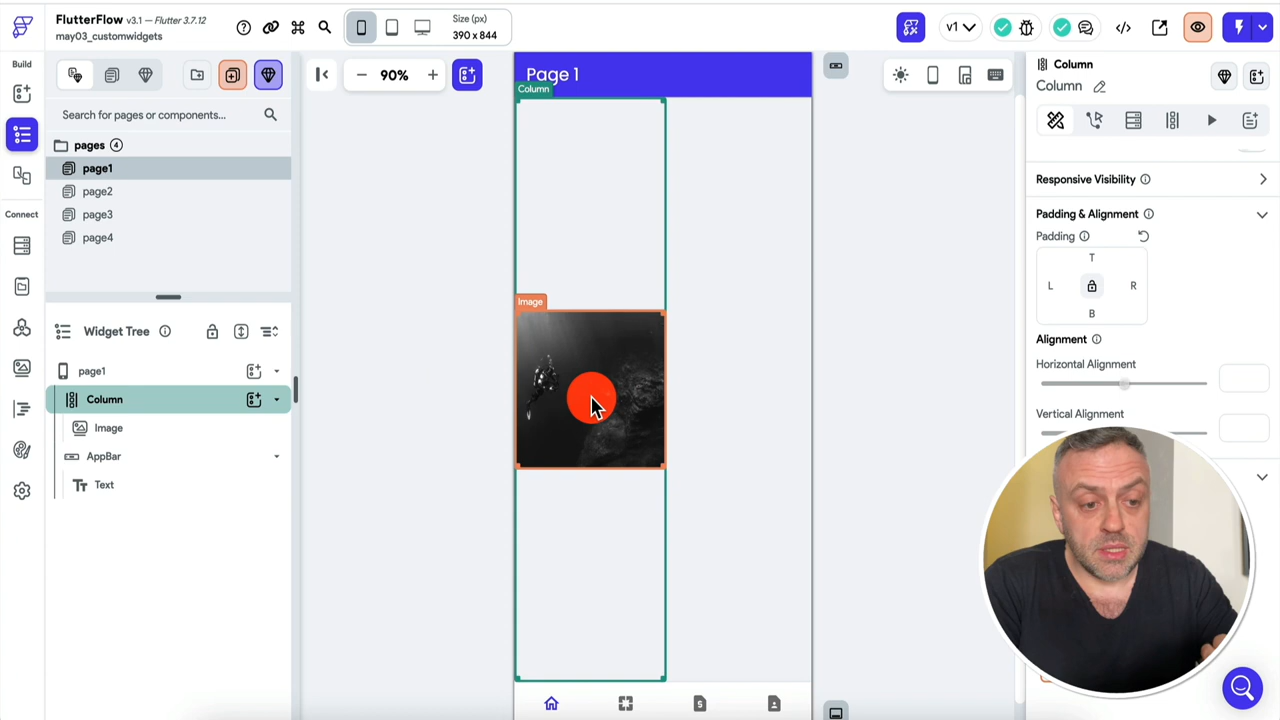 FlutterFlow v3.1 – Flutter 3.7.12
may03_customwidgets
Size (px)
390 x 844
v1
Build
Search for pages or components...
pages 4
page1
page2
page3
page4
Connect
Widget Tree
page1
Column
Image
AppBar
Text
90%
Page 1
Column
Image
Column
Column
Responsive Visibility
Padding & Alignment
Padding
T
L
R
B
Alignment
Horizontal Alignment
Vertical Alignment